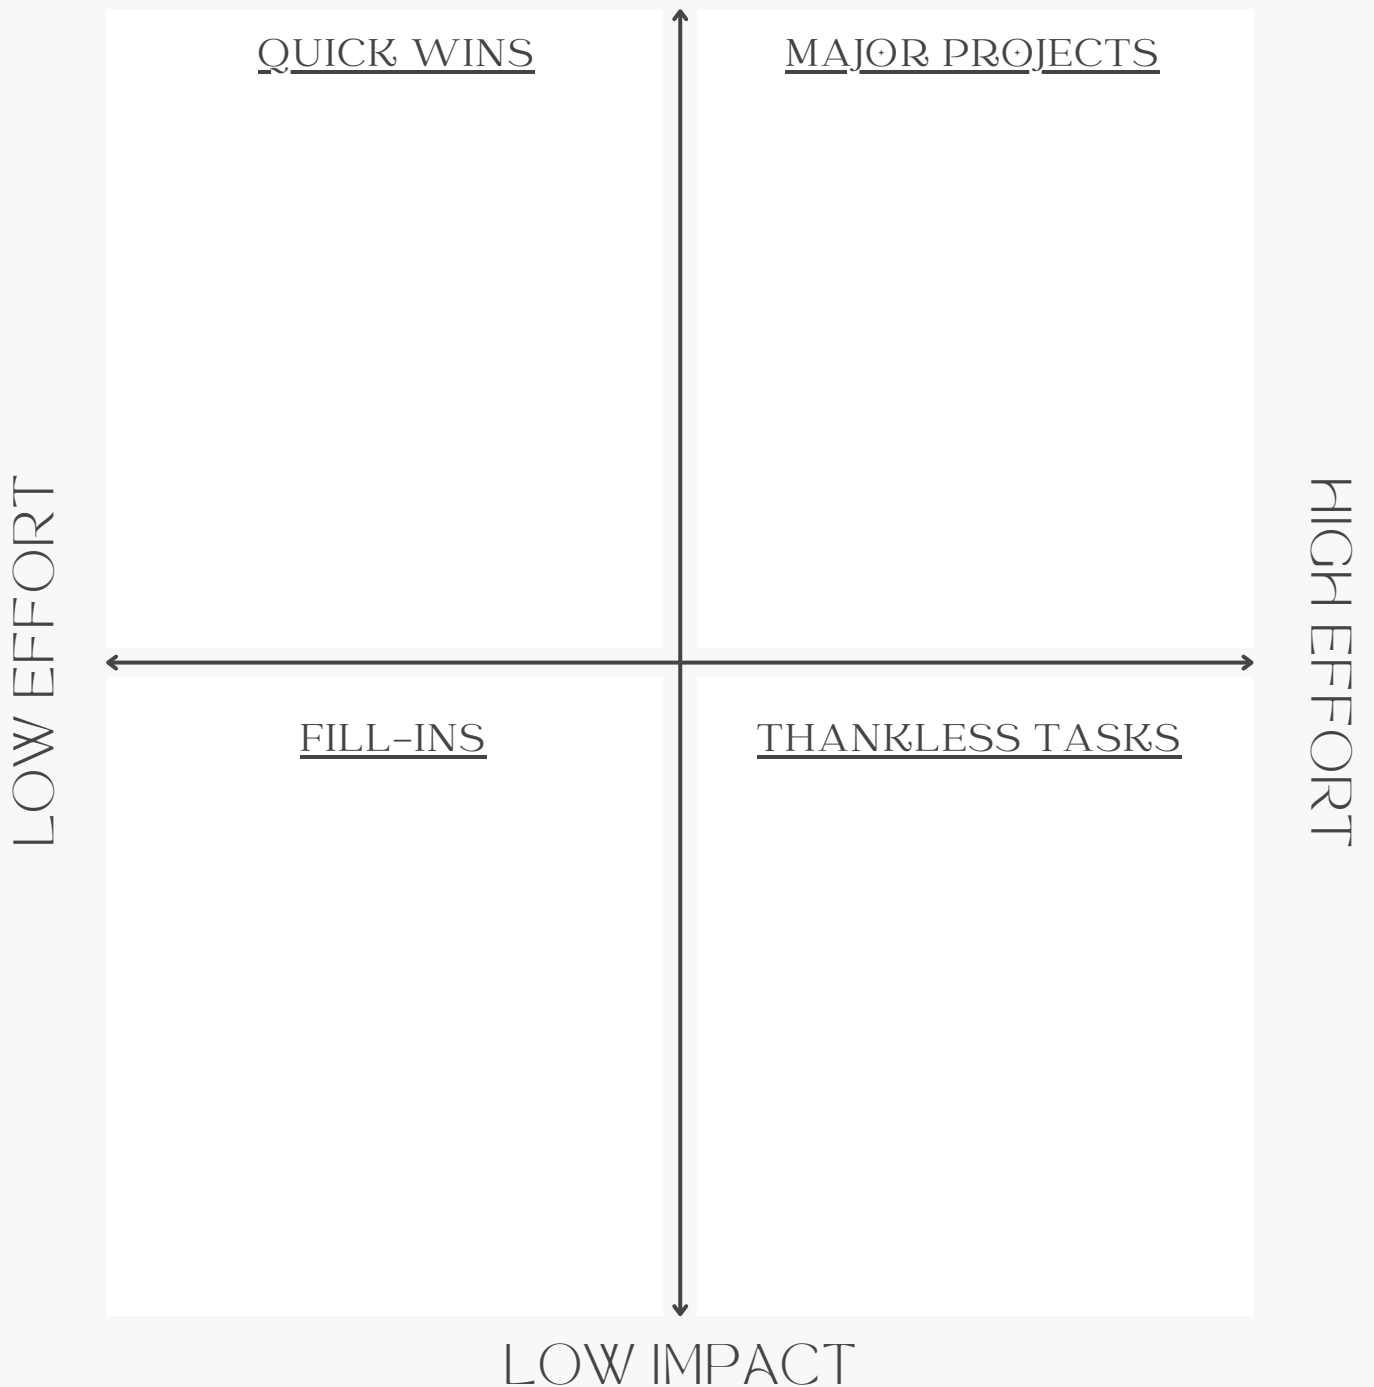 QUICK WINS
MAJOR PROJECTS
LOW EFFORT
HIGH EFFORT
FILL-INS
THANKLESS TASKS
LOW IMPACT